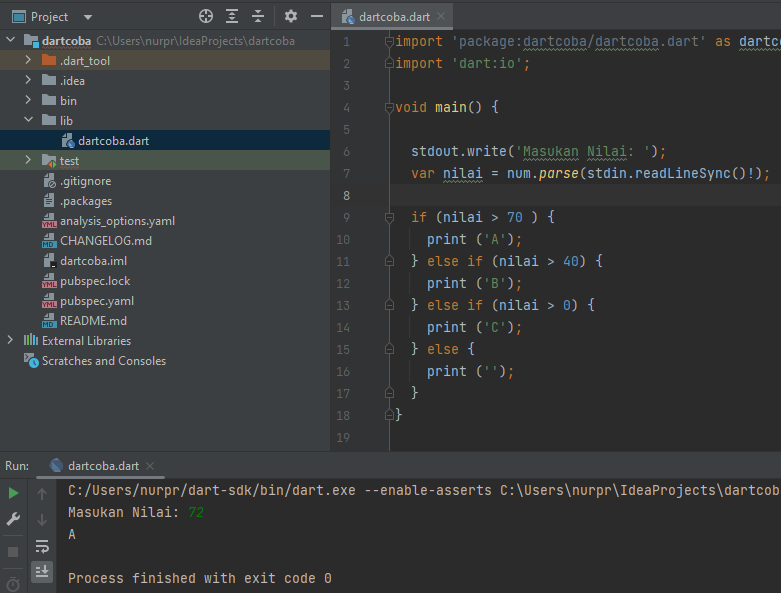 Project
dartcoba C:\Users\nurpr\IdeaProjects\dartcoba
.dart_tool
.idea
bin
lib
dartcoba.dart
test
.gitignore
.packages
analysis_options.yaml
CHANGELOG.md
dartcoba.iml
pubspec.lock
pubspec.yaml
README.md
External Libraries
Scratches and Consoles
dartcoba.dart
1 import 'package:dartcoba/dartcoba.dart' as dartco
2 import 'dart:io';
3
4 void main() {
5
6 stdout.write('Masukan Nilai: ');
7 var nilai = num.parse(stdin.readLineSync()!);
8
9 if (nilai > 70 ) {
10 print ('A');
11 } else if (nilai > 40) {
12 print ('B');
13 } else if (nilai > 0) {
14 print ('C');
15 } else {
16 print ('');
17 }
18 }
19
Run: dartcoba.dart
C:/Users/nurpr/dart-sdk/bin/dart.exe --enable-asserts C:\Users\nurpr\IdeaProjects\dartcob
Masukan Nilai: 72
A
Process finished with exit code 0